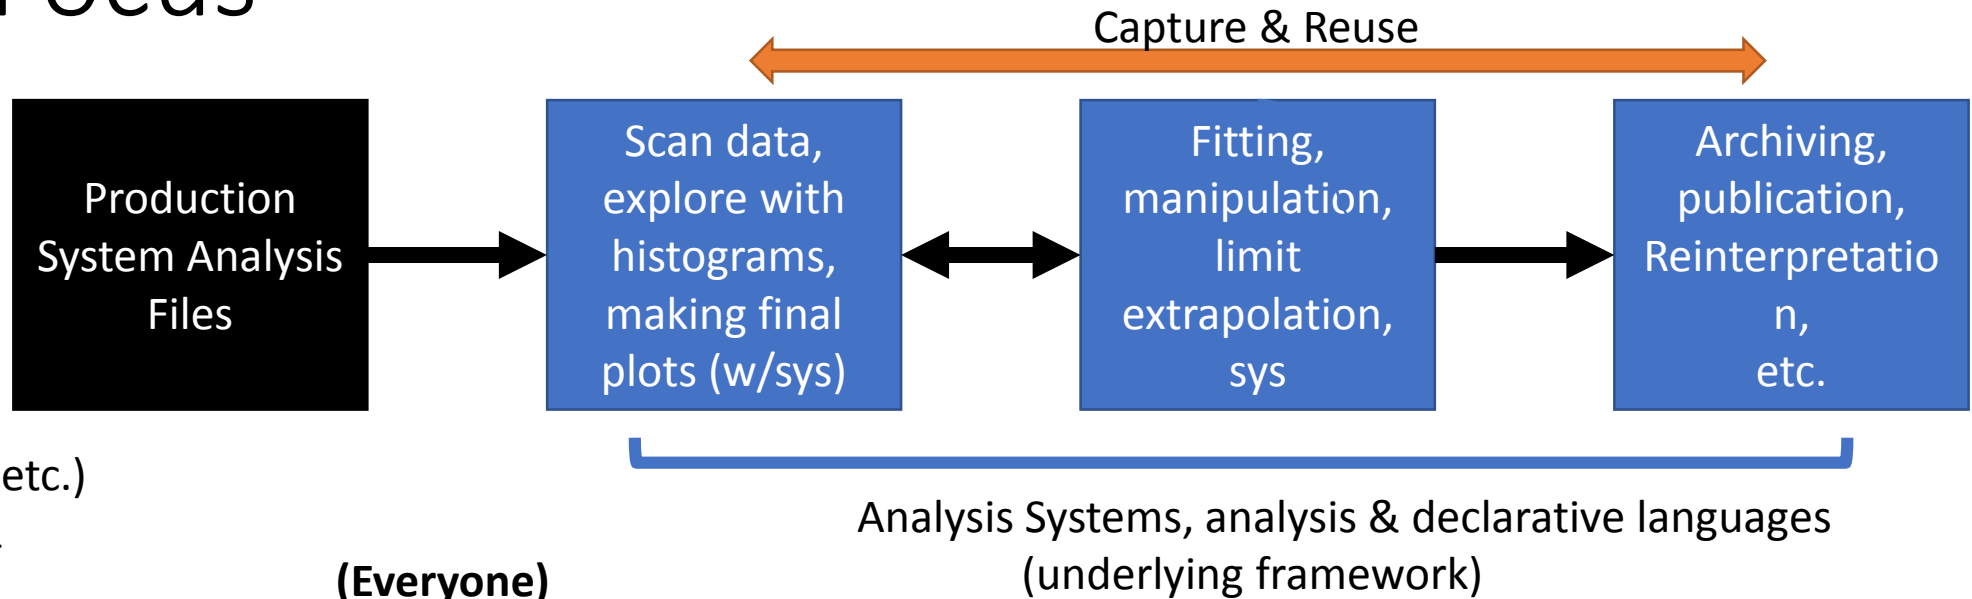 Focus
Capture & Reuse
Production
System Analysis
Files
Scan data,
explore with
histograms,
making final
plots (w/sys)
Fitting,
manipulation,
limit
extrapolation,
sys
Archiving,
publication,
Reinterpretatio
n,
etc.
etc.)
Analysis Systems, analysis & declarative languages
(underlying framework)
(Everyone)